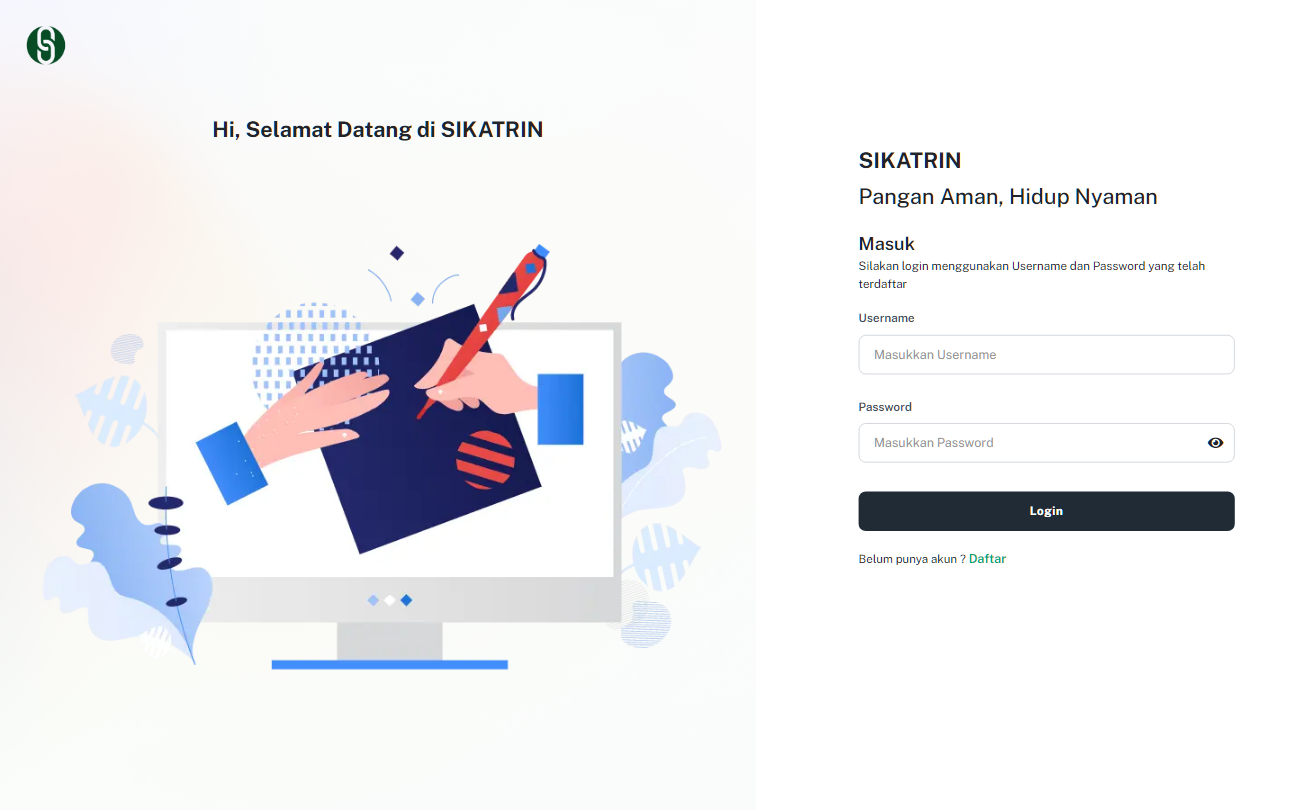 Hi, Selamat Datang di SIKATRIN
SIKATRIN
Pangan Aman, Hidup Nyaman
Masuk
Silakan login menggunakan Username dan Password yang telah
terdaftar
Username
Masukkan Username
Password
Masukkan Password
Login
Belum punya akun ? Daftar